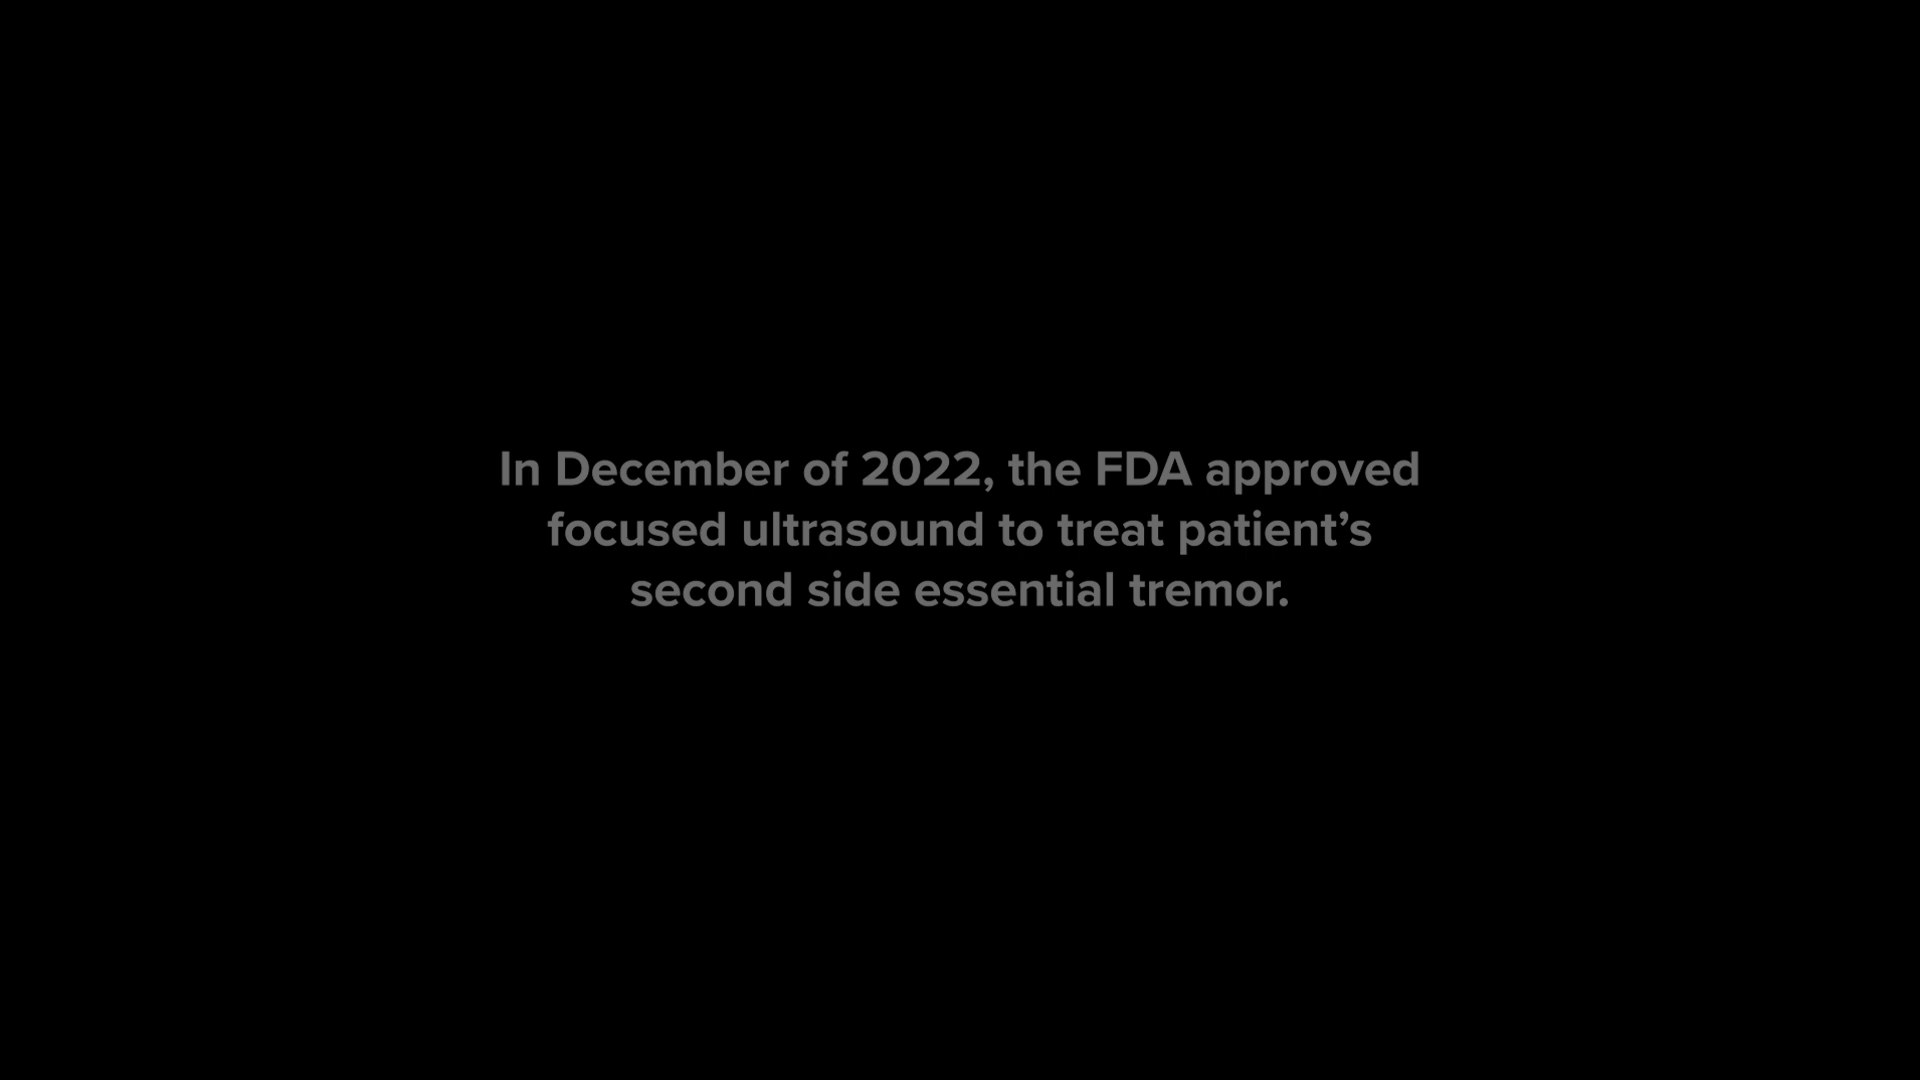 In December of 2022, the FDA approved
focused ultrasound to treat patient’s
second side essential tremor.